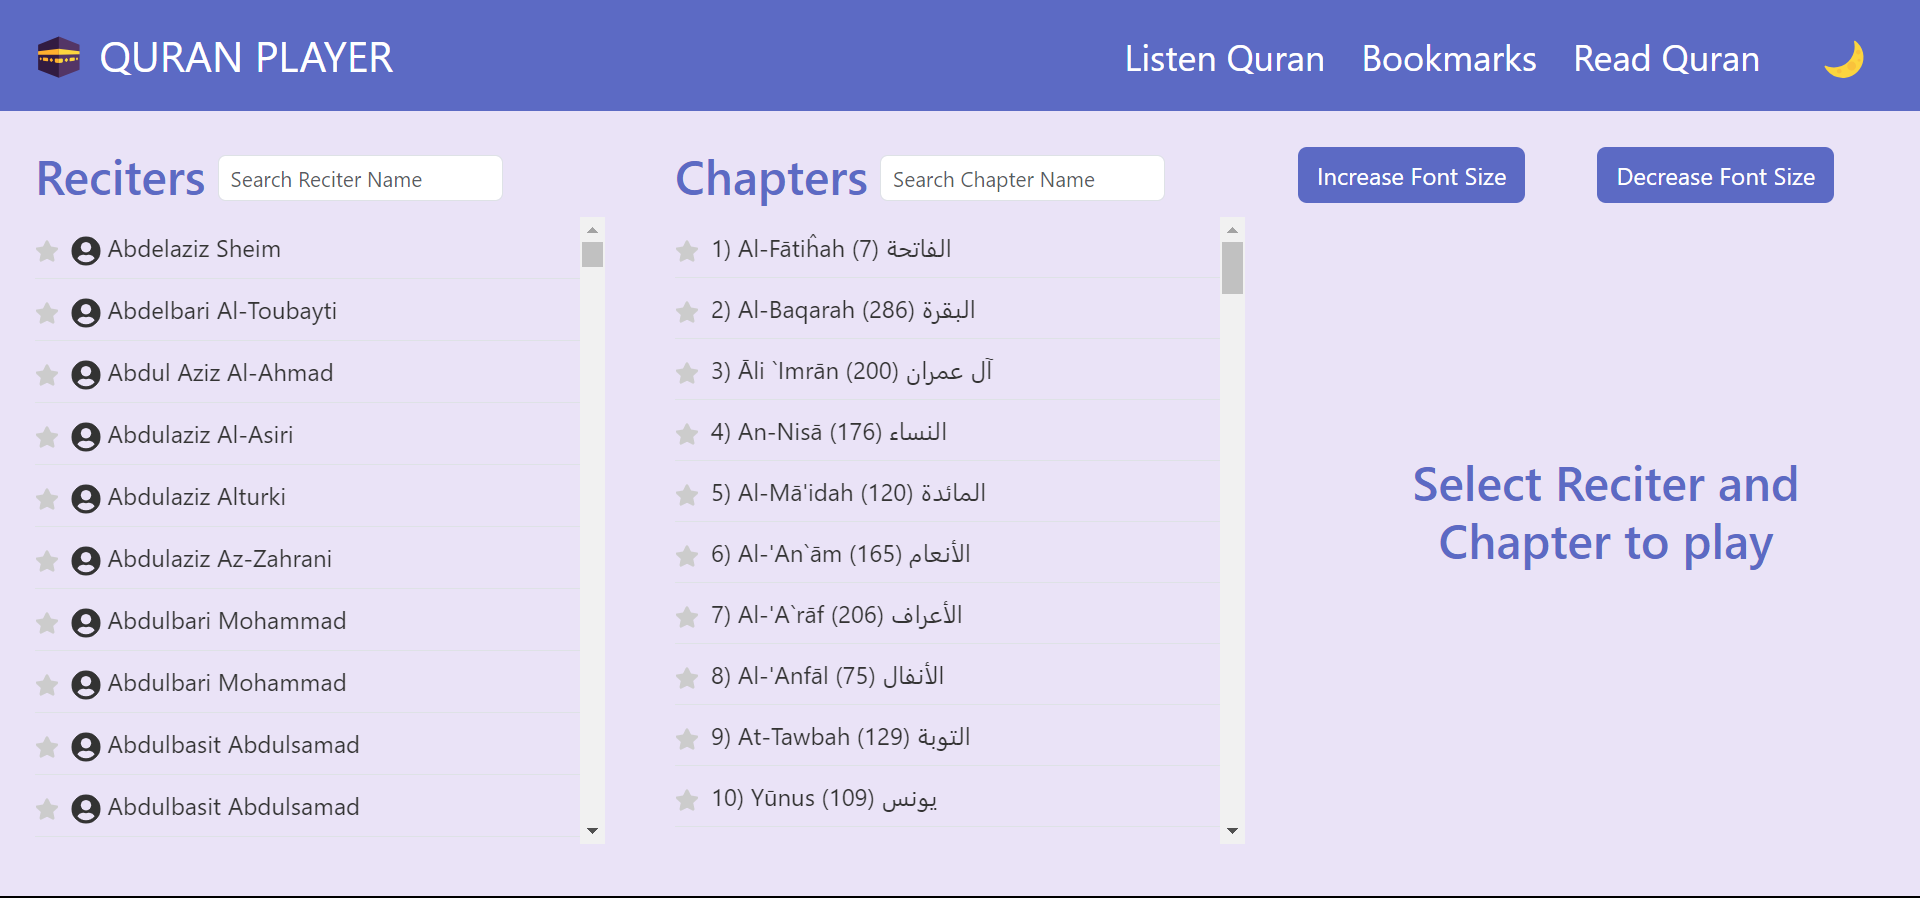 QURAN PLAYER
Listen Quran
Bookmarks
Read Quran
Reciters
Search Reciter Name
Abdelaziz Sheim
Abdelbari Al-Toubayti
Abdul Aziz Al-Ahmad
Abdulaziz Al-Asiri
Abdulaziz Alturki
Abdulaziz Az-Zahrani
Abdulbari Mohammad
Abdulbari Mohammad
Abdulbasit Abdulsamad
Abdulbasit Abdulsamad
Chapters
Search Chapter Name
1) Al-Fātiĥah (7) الفاتحة
2) Al-Baqarah (286) البقرة
3) Āli `Imrān (200) آل عمران
4) An-Nisā (176) النساء
5) Al-Mā'idah (120) المائدة
6) Al-'An`ām (165) الأنعام
7) Al-'A`rāf (206) الأعراف
8) Al-'Anfāl (75) الأنفال
9) At-Tawbah (129) التوبة
10) Yūnus (109) يونس
Increase Font Size
Decrease Font Size
Select Reciter and
Chapter to play